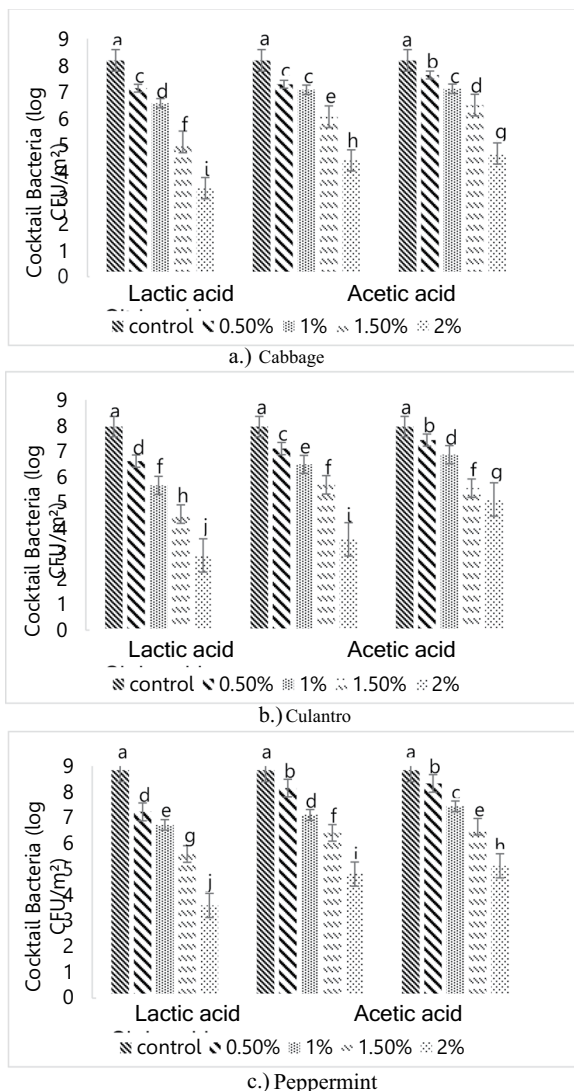 Cocktail Bacteria (log
CFU/m²)
9
8
7
6
5
4
3
2
1
0
a c d f i a c c e h a b c d g
Lactic acid Acetic acid
control 0.50% 1% 1.50% 2%
a.) Cabbage
Cocktail Bacteria (log
CFU/m²)
9
8
7
6
5
4
3
2
1
0
a d f h j a c e f i a b d f g
Lactic acid Acetic acid
control 0.50% 1% 1.50% 2%
b.) Culantro
Cocktail Bacteria (log
CFU/m²)
9
8
7
6
5
4
3
2
1
0
a d e g j a b d f i a b c e h
Lactic acid Acetic acid
control 0.50% 1% 1.50% 2%
c.) Peppermint